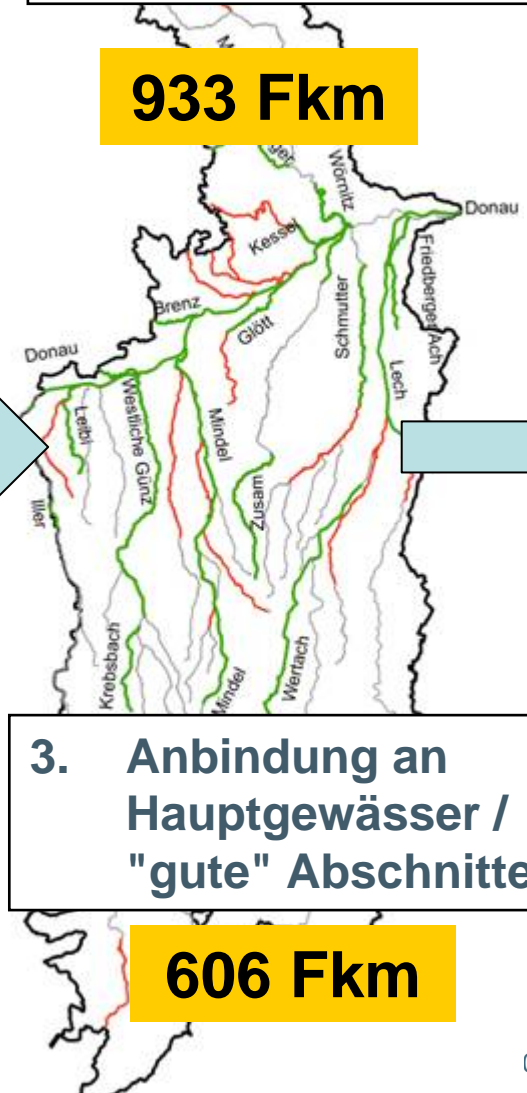 933 Fkm
Wörnitz
Donau
Kessel
Friedberger Ach
Brenz
Glött
Schmutter
Donau
Lech
Leibi
Westliche Günz
Mindel
Zusam
Iller
Krebsbach
Mindel
Wertach
3. Anbindung an
Hauptgewässer /
"gute" Abschnitte
606 Fkm